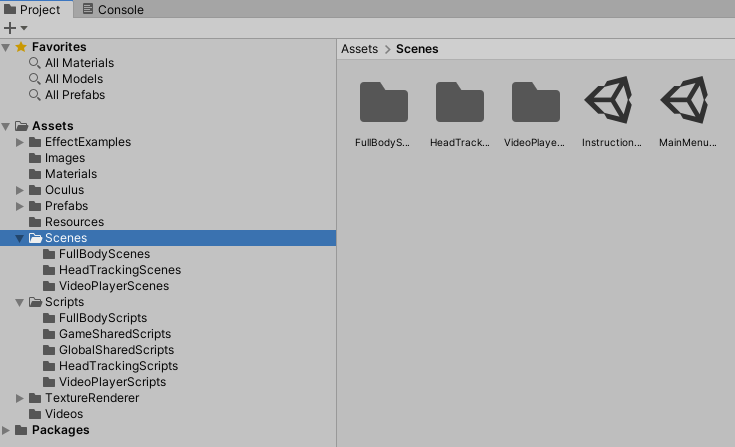 Project
Console
Favorites
All Materials
All Models
All Prefabs
Assets
EffectExamples
Images
Materials
Oculus
Prefabs
Resources
Scenes
FullBodyScenes
HeadTrackingScenes
VideoPlayerScenes
Scripts
FullBodyScripts
GameSharedScripts
GlobalSharedScripts
HeadTrackingScripts
VideoPlayerScripts
TextureRenderer
Videos
Packages
Assets > Scenes
FullBodyS...
HeadTrack...
VideoPlaye...
Instruction...
MainMenu...